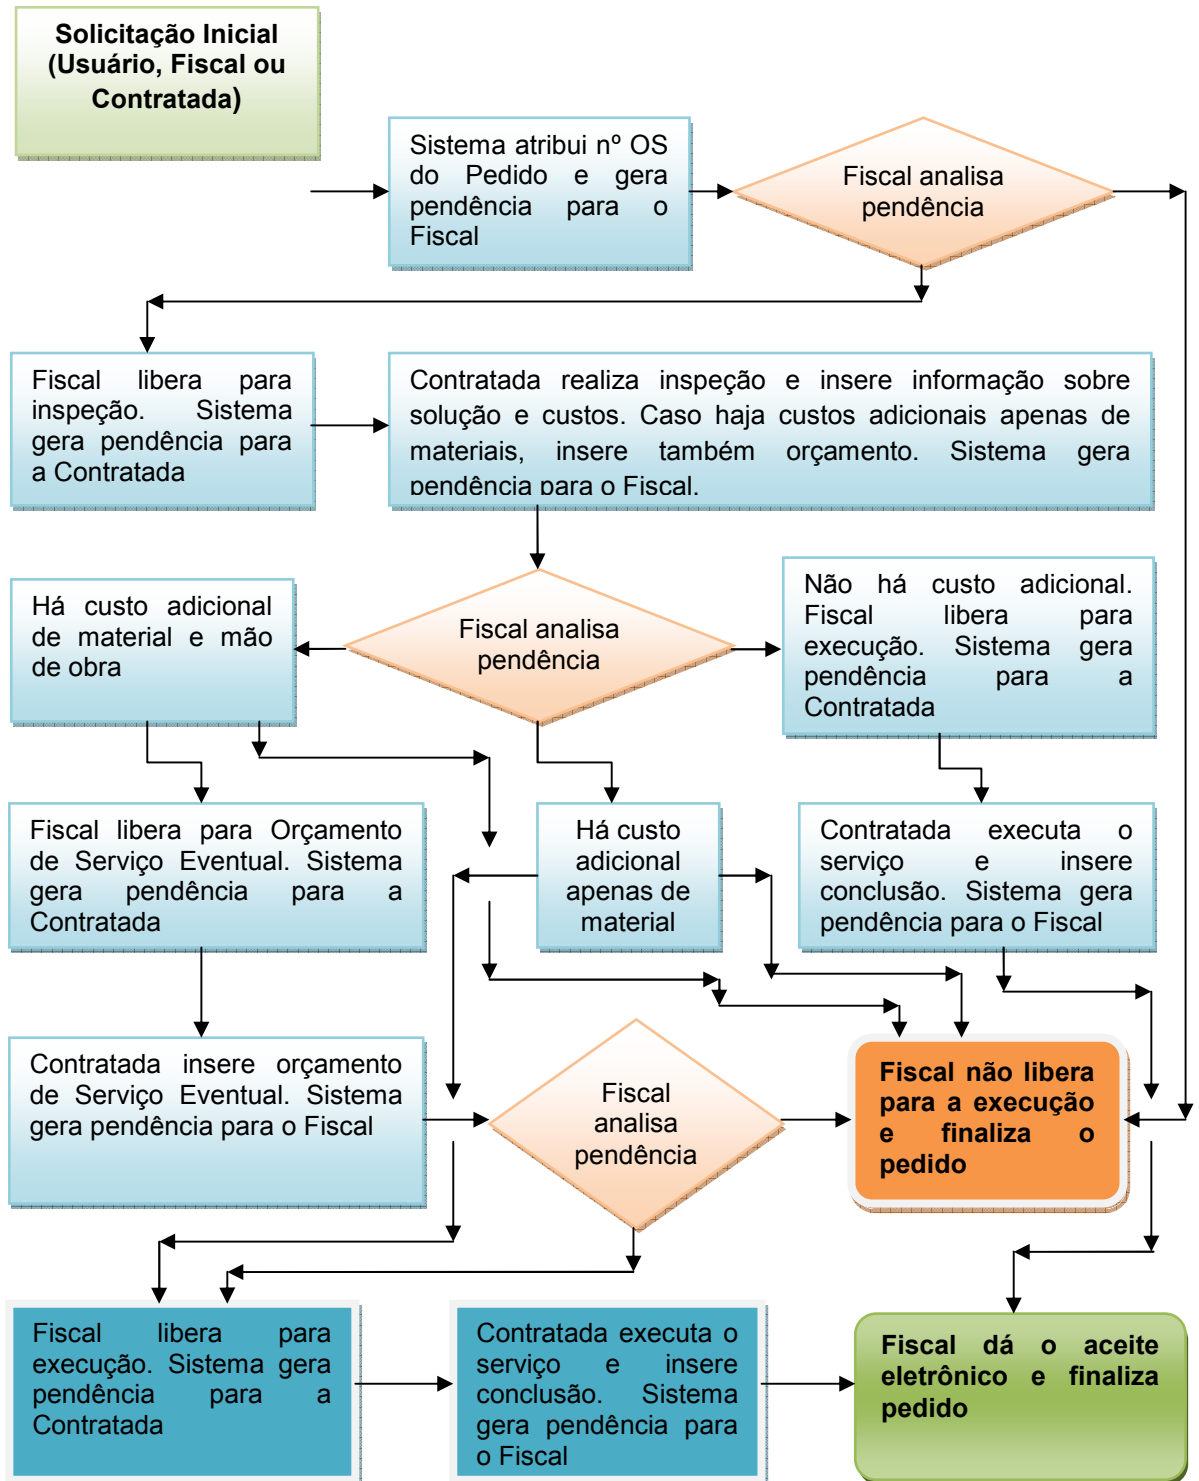 Solicitação Inicial
(Usuário, Fiscal ou
Contratada)
Sistema atribui nº OS
do Pedido e gera
pendência para o
Fiscal
Fiscal analisa
pendência
Fiscal libera para
inspeção. Sistema
gera pendência para
a Contratada
Contratada realiza inspeção e insere informação sobre
solução e custos. Caso haja custos adicionais apenas de
materiais, insere também orçamento. Sistema gera
pendência para o Fiscal.
Há custo adicional
de material e mão
de obra
Fiscal analisa
pendência
Não há custo adicional.
Fiscal libera para
execução. Sistema gera
pendência para a
Contratada
Fiscal libera para Orçamento
de Serviço Eventual. Sistema
gera pendência para a
Contratada
Há custo
adicional
apenas de
material
Contratada executa o
serviço e insere
conclusão. Sistema gera
pendência para o Fiscal
Contratada insere orçamento
de Serviço Eventual. Sistema
gera pendência para o Fiscal
Fiscal
analisa
pendência
Fiscal não libera
para a execução
e finaliza o
pedido
Fiscal libera para
execução. Sistema gera
pendência para a
Contratada
Contratada executa o
serviço e insere
conclusão. Sistema
gera pendência para
o Fiscal
Fiscal dá o aceite
eletrônico e finaliza
pedido